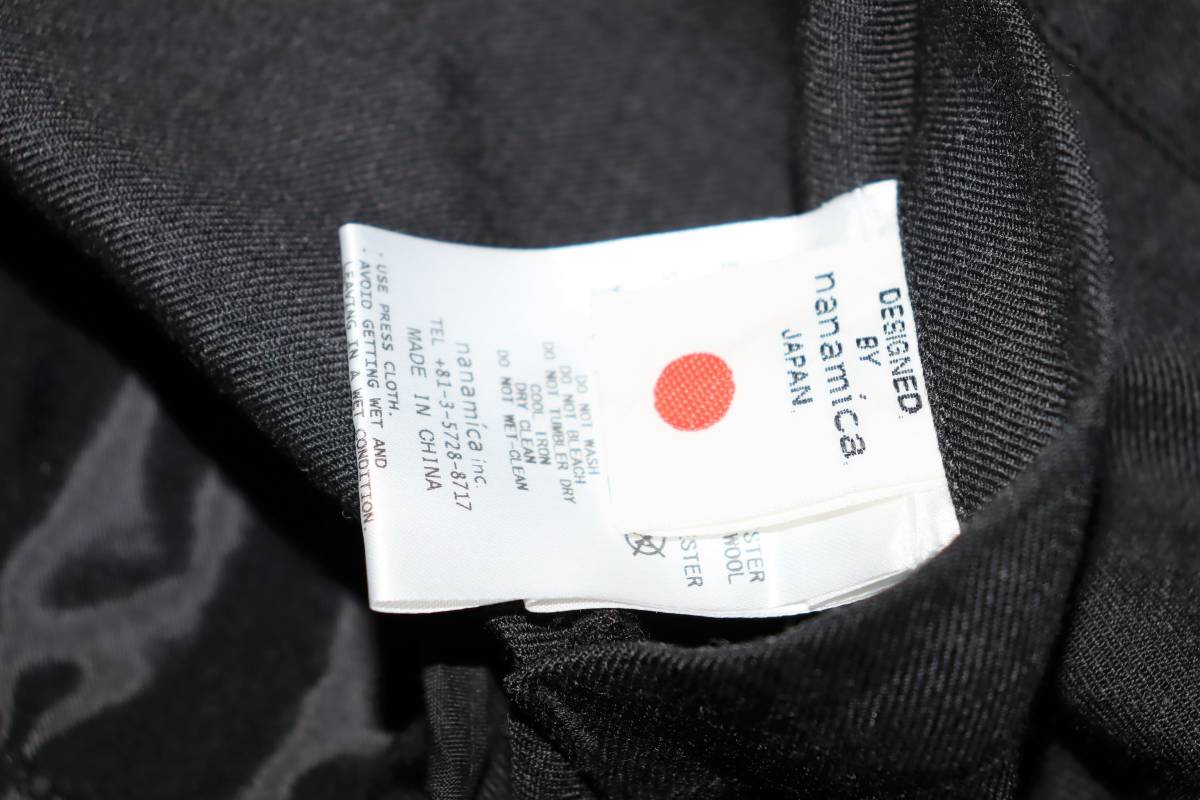 DESIGNED
BY
nanamica
JAPAN.
STER
WOOL
STER
DO NOT WASH
DO NOT BLEACH
DO NOT TUMBLER DRY
COOL IRON
DRY CLEAN
DO NOT WET-CLEAN
nanamica inc.
TEL +81-3-5728-8717
MADE IN CHINA
· USE PRESS CLOTH.
· AVOID GETTING WET AND
LEAVING IN A WET CONDITION